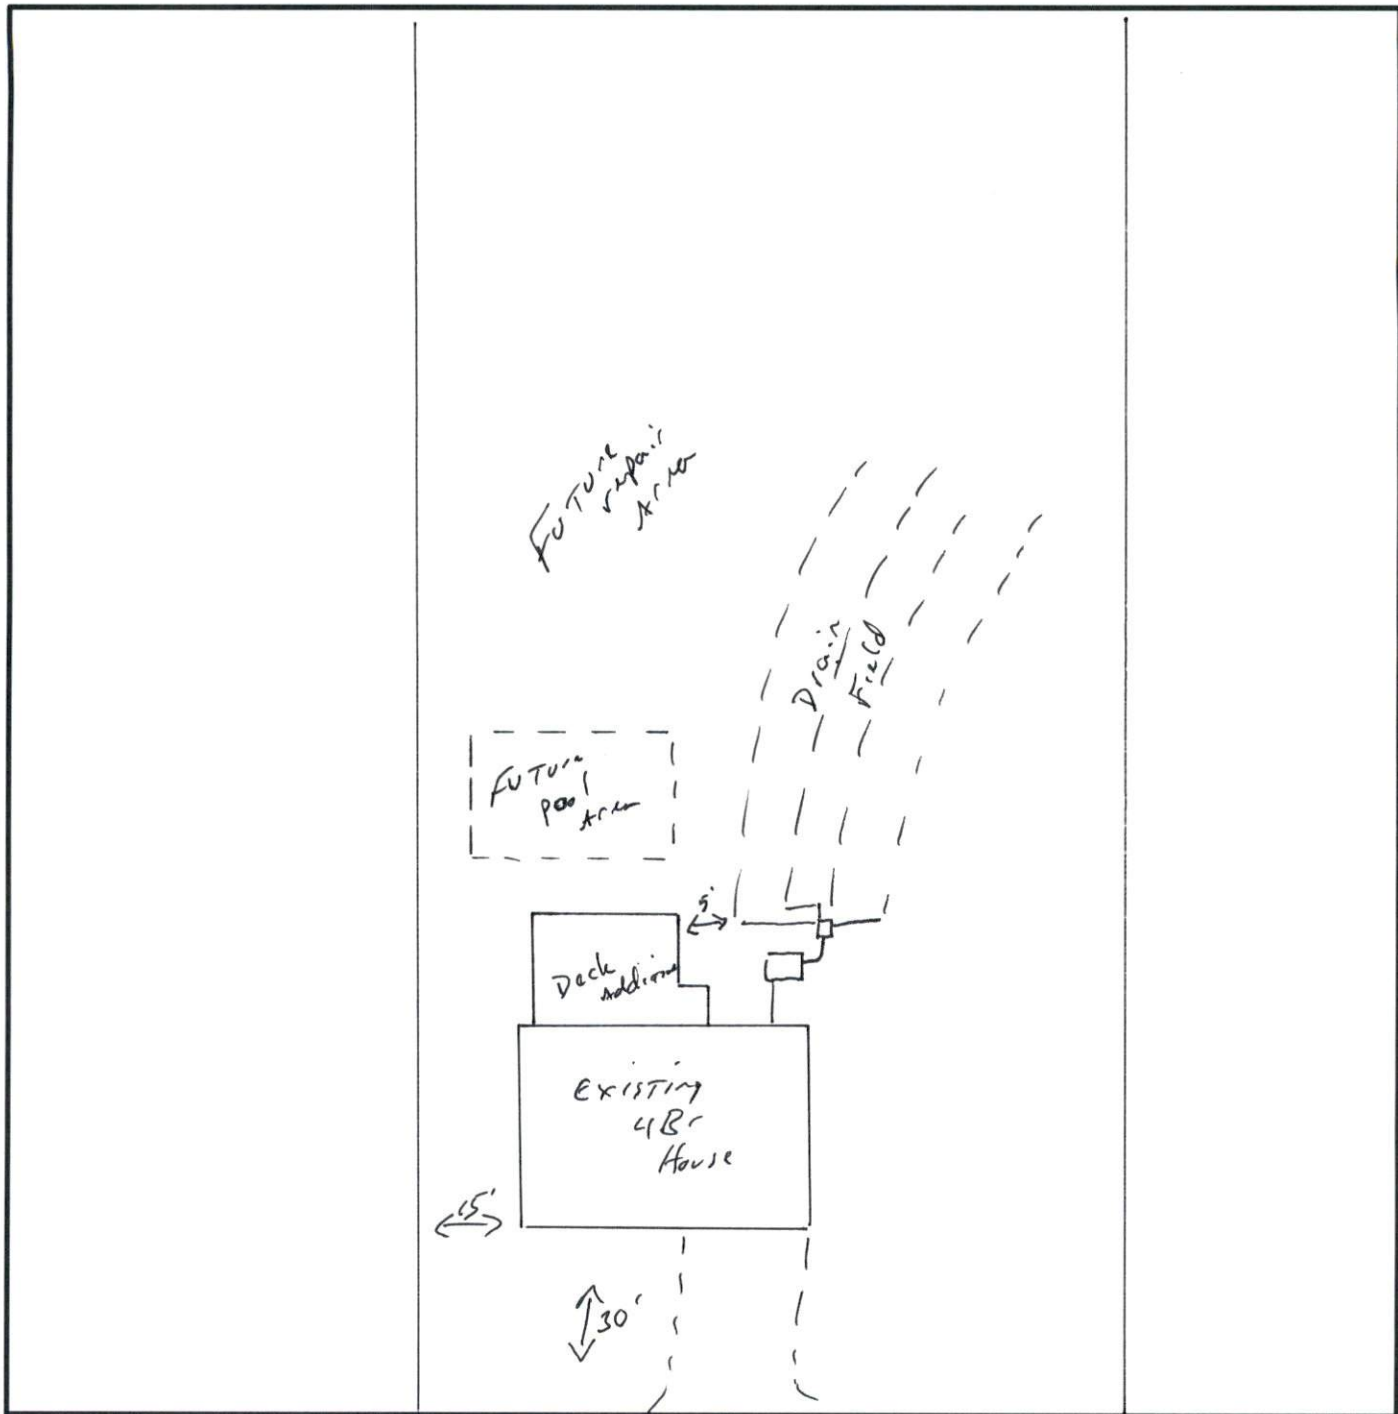 FUTURE
repair
Area
Drain
Field
FUTURE
pool
Area
5'
Deck
Addition
Existing
4Br
House
15'
30'